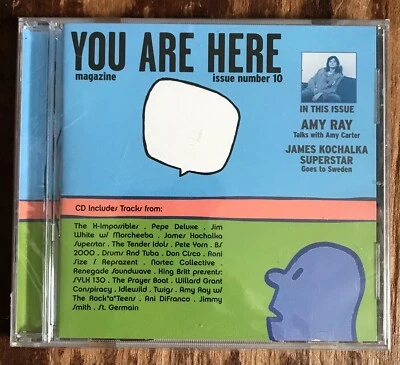 YOU ARE HERE
magazine
issue number 10
IN THIS ISSUE
AMY RAY
Talks with Amy Carter
JAMES KOCHALKA
SUPERSTAR
Goes to Sweden
CD Includes Tracks from:
The X-Impossibles . Pepe Deluxe . Jim
White w/ Morcheeba . James Kochalka
Superstar . The Tender Idols . Pete Yorn . BS
2000 . Drums And Tuba . Don Cisco . Roni
Size / Reprazent . Nortec Collective .
Renegade Soundwave . King Britt presents:
SYLK 130 . The Prayer Boat . Willard Grant
Conspiracy . Idlewild . Twigs . Amy Ray w/
The Rock*a*Teens . Ani DiFranco . Jimmy
Smith . St. Germain